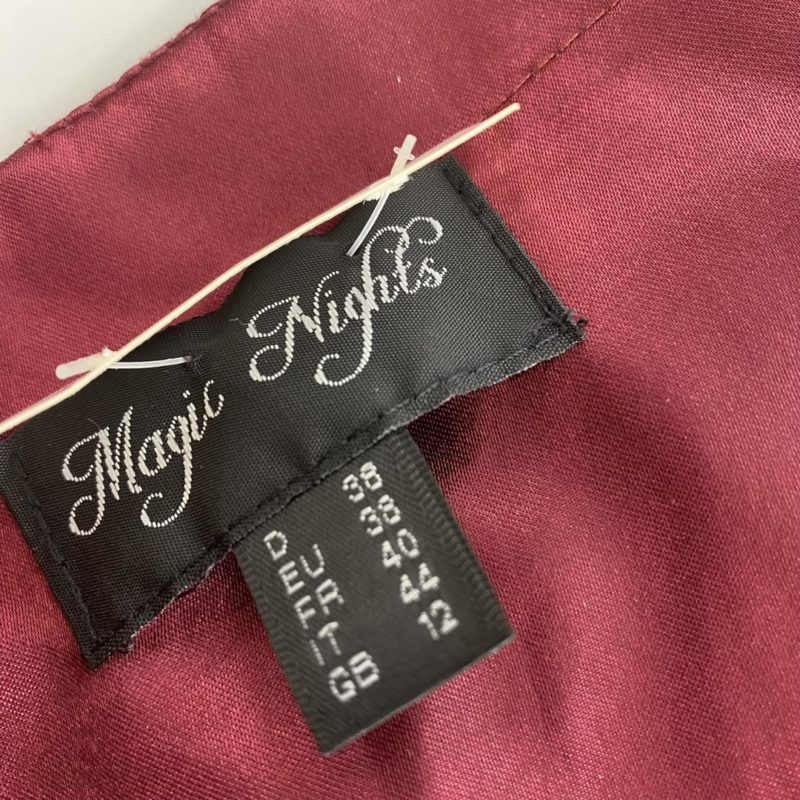 Magic Nights
D 38
EU 38
FR 40
IT 44
GB 12